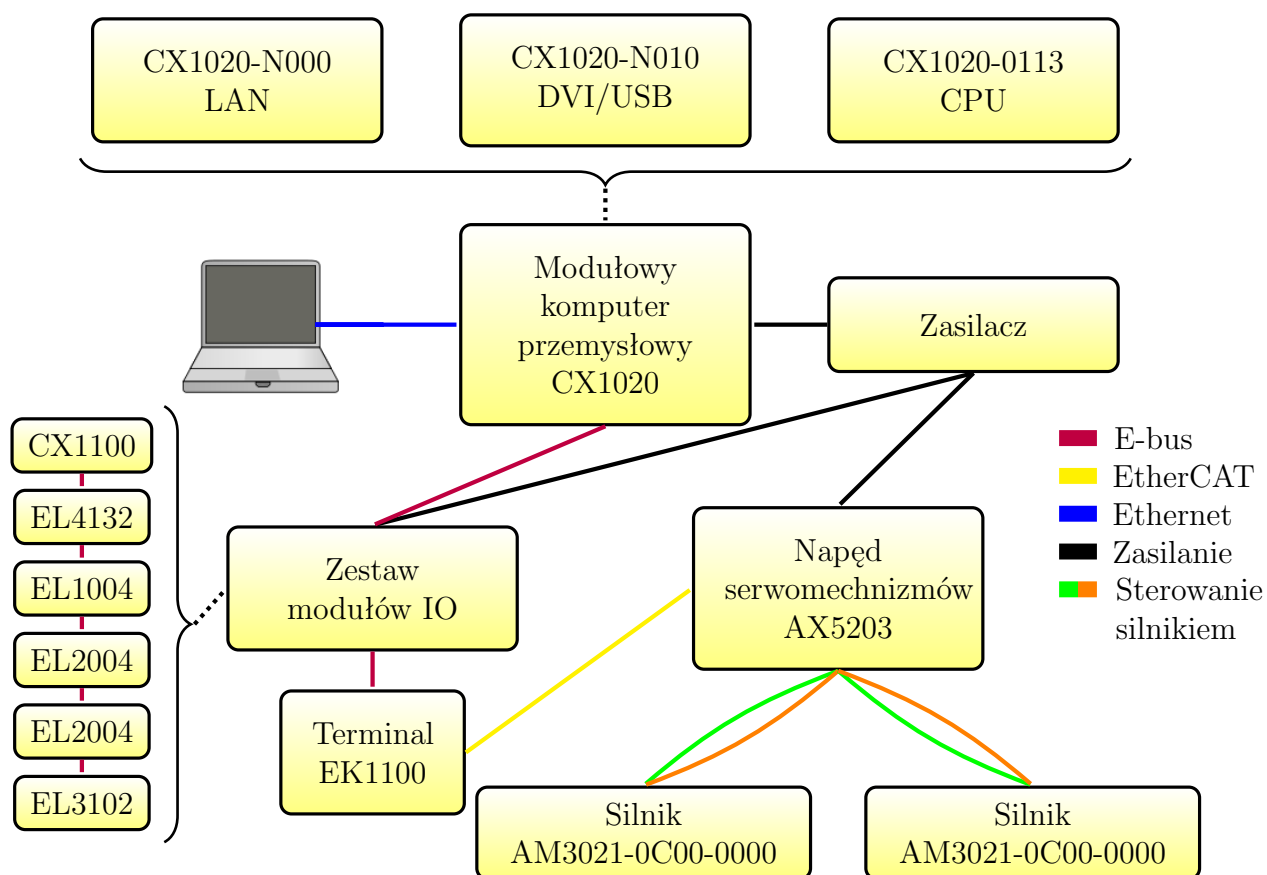 CX1020-N000
LAN
CX1020-N010
DVI/USB
CX1020-0113
CPU
Modułowy
komputer
przemysłowy
CX1020
Zasilacz
CX1100
EL4132
EL1004
EL2004
EL2004
EL3102
Zestaw
modułów IO
Terminal
EK1100
Napęd
serwomechnizmów
AX5203
E-bus
EtherCAT
Ethernet
Zasilanie
Sterowanie
silnikiem
Silnik
AM3021-0C00-0000
Silnik
AM3021-0C00-0000